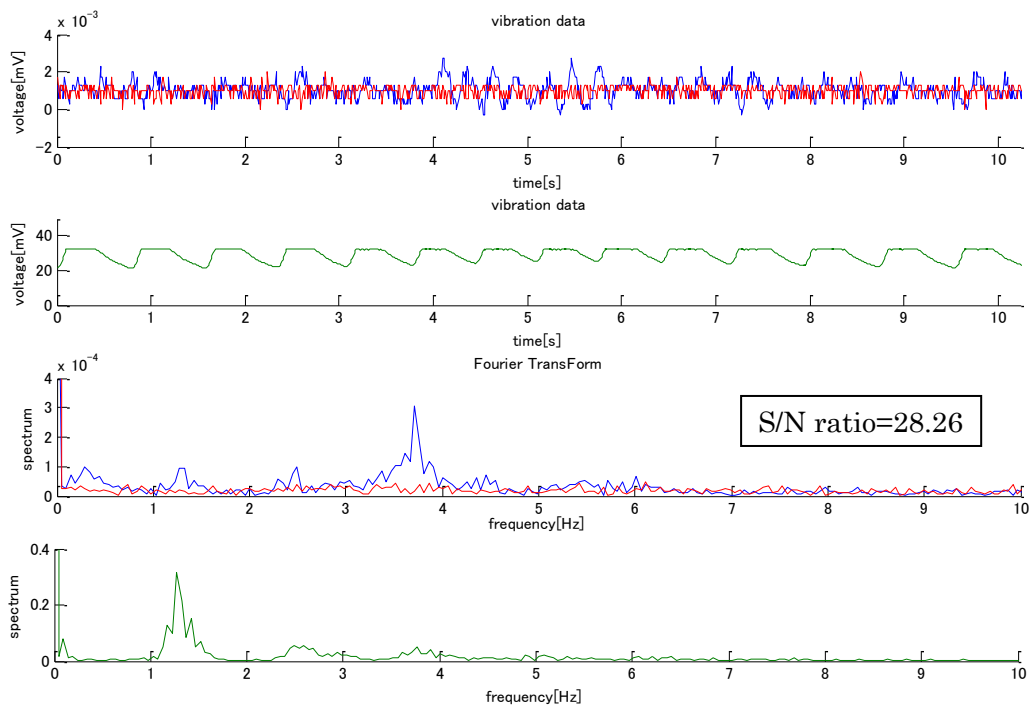 x 10⁻³
vibration data
voltage[mV]
4
2
0
−2
0 1 2 3 4 5 6 7 8 9 10
time[s]
vibration data
voltage[mV]
40
20
0
0 1 2 3 4 5 6 7 8 9 10
time[s]
x 10⁻⁴
Fourier TransForm
spectrum
4
3
2
1
0
S/N ratio=28.26
0 1 2 3 4 5 6 7 8 9 10
frequency[Hz]
spectrum
0.4
0.2
0
0 1 2 3 4 5 6 7 8 9 10
frequency[Hz]